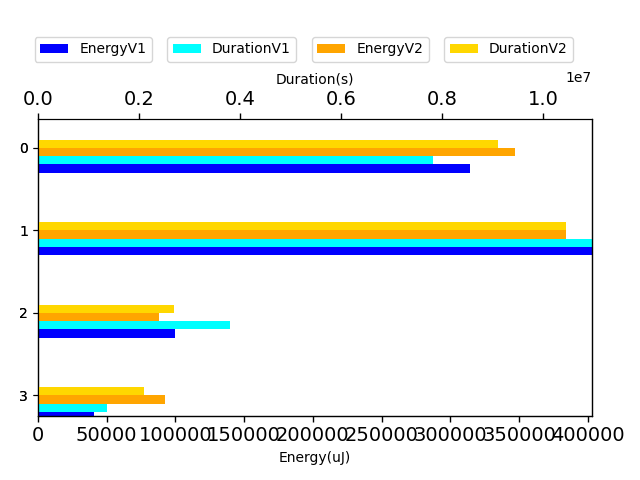 EnergyV1 DurationV1 EnergyV2 DurationV2
Duration(s)
1e7
0.0 0.2 0.4 0.6 0.8 1.0
0
1
2
3
0 50000 100000 150000 200000 250000 300000 350000 400000
Energy(uJ)